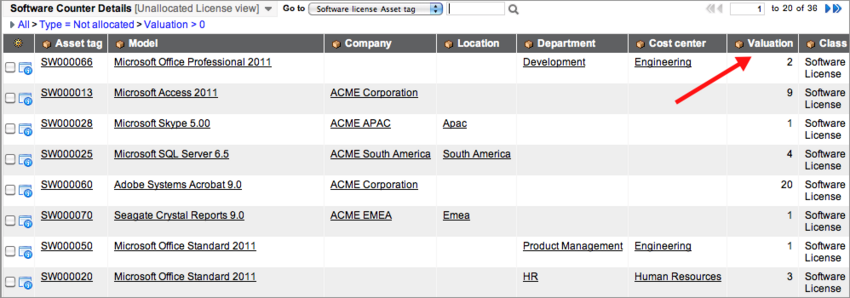 Software Counter Details [Unallocated License view] Go to Software license Asset tag 1 to 20 of 36
All > Type = Not allocated > Valuation > 0
Asset tag Model Company Location Department Cost center Valuation Class
SW000066 Microsoft Office Professional 2011 Development Engineering 2 Software License
SW000013 Microsoft Access 2011 ACME Corporation 9 Software License
SW000028 Microsoft Skype 5.00 ACME APAC Apac 1 Software License
SW000025 Microsoft SQL Server 6.5 ACME South America South America 4 Software License
SW000060 Adobe Systems Acrobat 9.0 ACME Corporation 20 Software License
SW000070 Seagate Crystal Reports 9.0 ACME EMEA Emea 1 Software License
SW000050 Microsoft Office Standard 2011 Product Management Engineering 1 Software License
SW000020 Microsoft Office Standard 2011 HR Human Resources 3 Software License